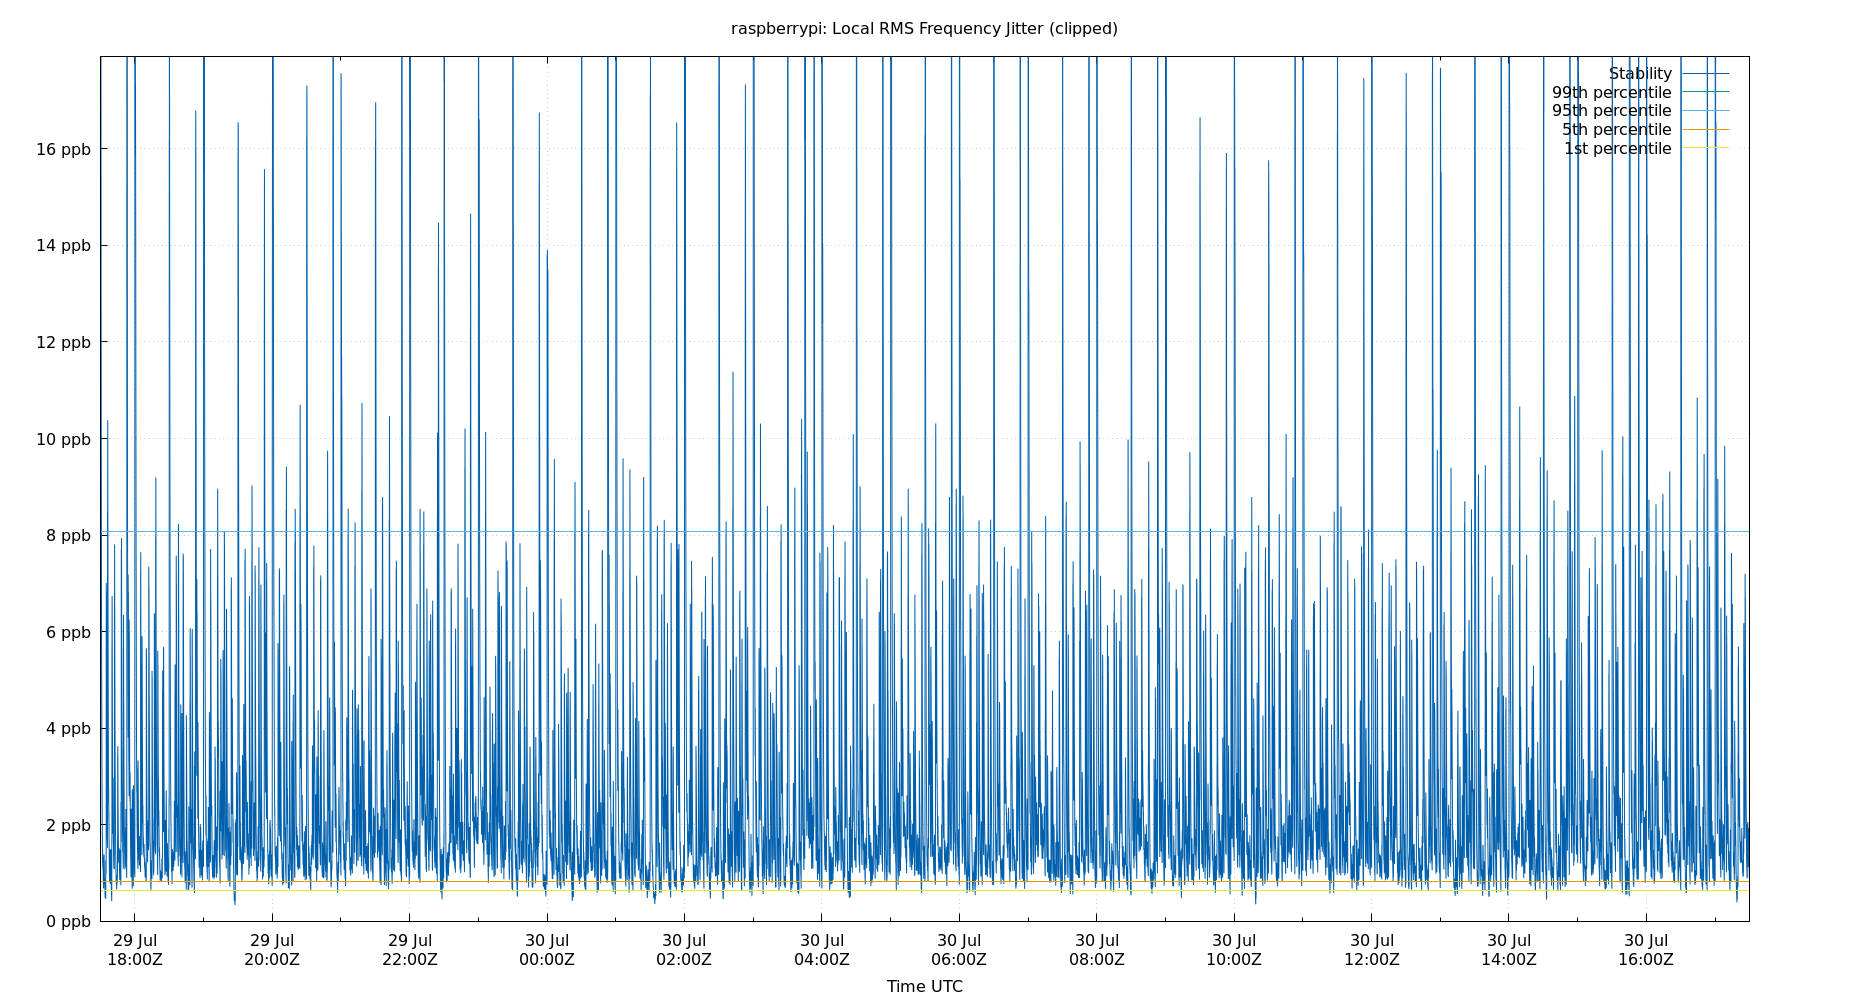 raspberrypi: Local RMS Frequency Jitter (clipped)
Stability
99th percentile
95th percentile
5th percentile
1st percentile
16 ppb
14 ppb
12 ppb
10 ppb
8 ppb
6 ppb
4 ppb
2 ppb
0 ppb
29 Jul 29 Jul 29 Jul 30 Jul 30 Jul 30 Jul 30 Jul 30 Jul 30 Jul 30 Jul 30 Jul 30 Jul
18:00Z 20:00Z 22:00Z 00:00Z 02:00Z 04:00Z 06:00Z 08:00Z 10:00Z 12:00Z 14:00Z 16:00Z
Time UTC